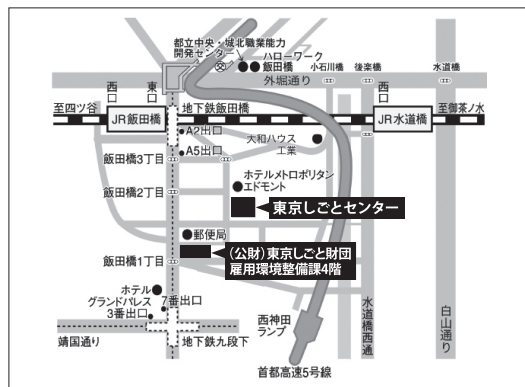 都立中央・城北職業能力
開発センター
ハローワーク
飯田橋
小石川橋
後楽橋
水道橋
外堀通り
西口
東口
西口
至四ツ谷
JR飯田橋
地下鉄飯田橋
JR水道橋
至御茶ノ水
A2出口
大和ハウス
工業
A5出口
飯田橋3丁目
ホテルメトロポリタン
エドモント
飯田橋2丁目
東京しごとセンター
郵便局
(公財)東京しごと財団
雇用環境整備課4階
飯田橋1丁目
ホテル
グランドパレス
7番出口
3番出口
西神田
ランプ
水道橋西通
白山通り
靖国通り
地下鉄九段下
首都高速5号線